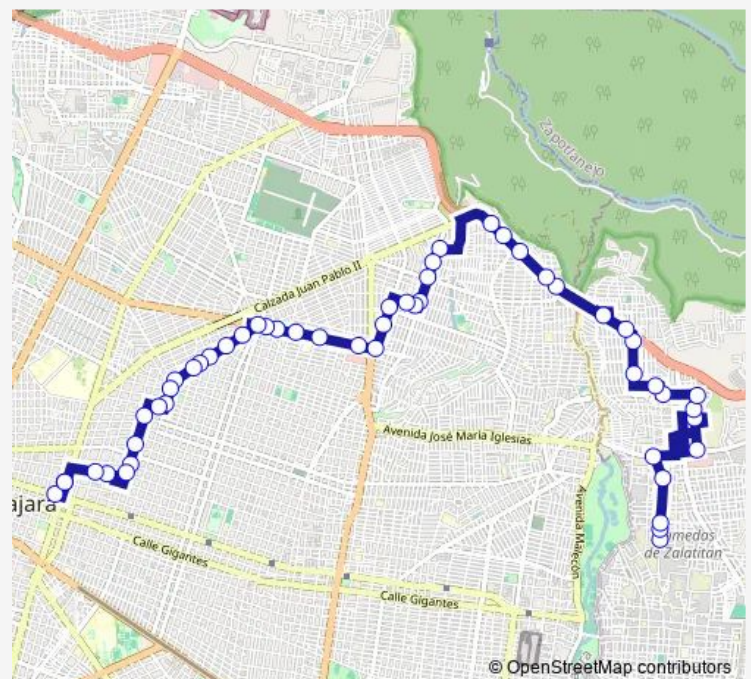 Zapotlanejo
Calzada Juan Pablo II
Avenida José María Iglesias
ajara
Avenida Malecón
medas
de Zalatitán
Calle Gigantes
Calle Gigantes
© OpenStreetMap contributors